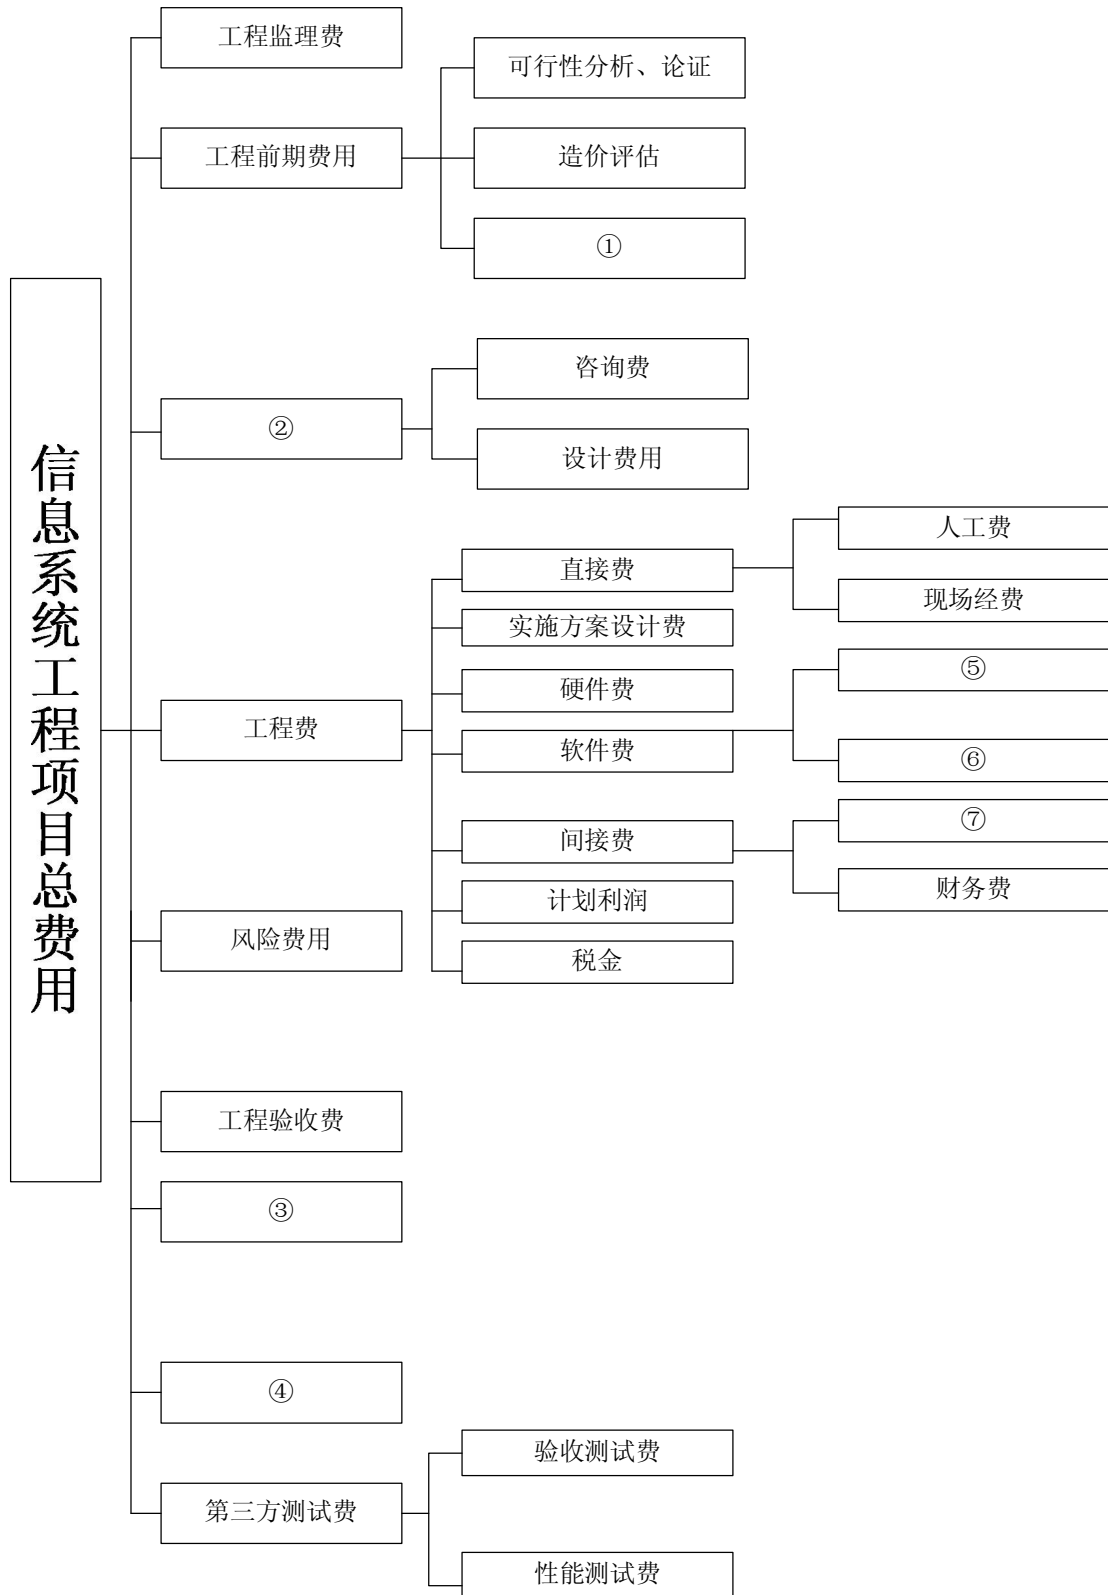 信息系统工程项目总费用
工程监理费
工程前期费用
可行性分析、论证
造价评估
①
②
咨询费
设计费用
工程费
直接费
人工费
现场经费
实施方案设计费
硬件费
软件费
⑤
⑥
间接费
⑦
财务费
计划利润
税金
风险费用
工程验收费
③
④
第三方测试费
验收测试费
性能测试费